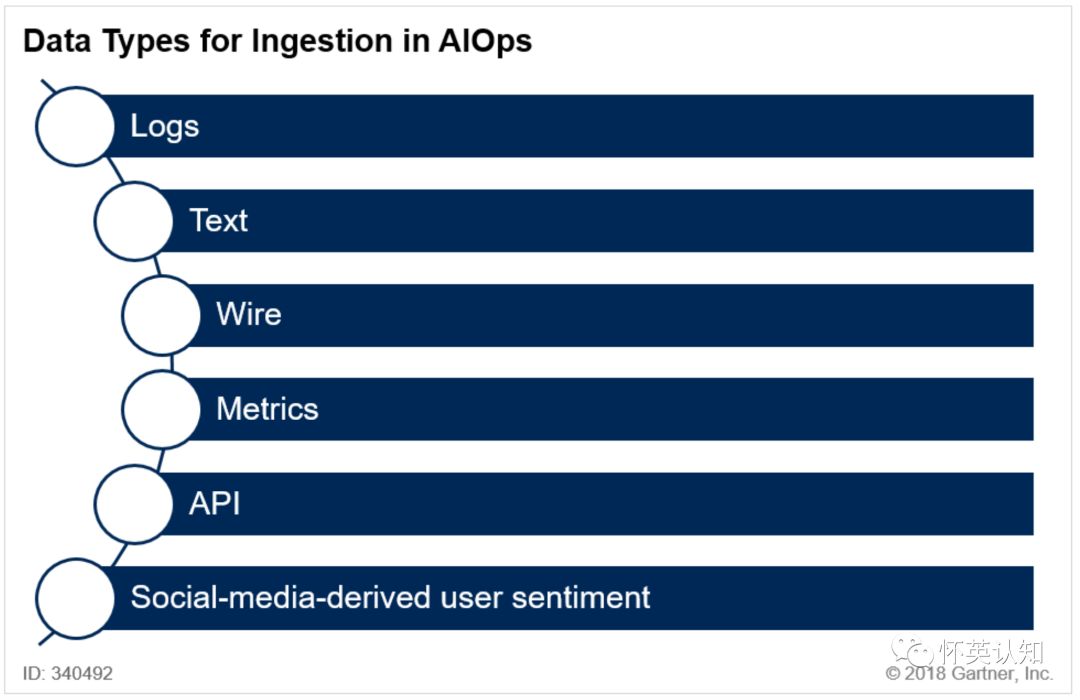 Data Types for Ingestion in AIOps
Logs
Text
Wire
Metrics
API
Social-media-derived user sentiment
怀英认知
ID: 340492
© 2018 Gartner, Inc.